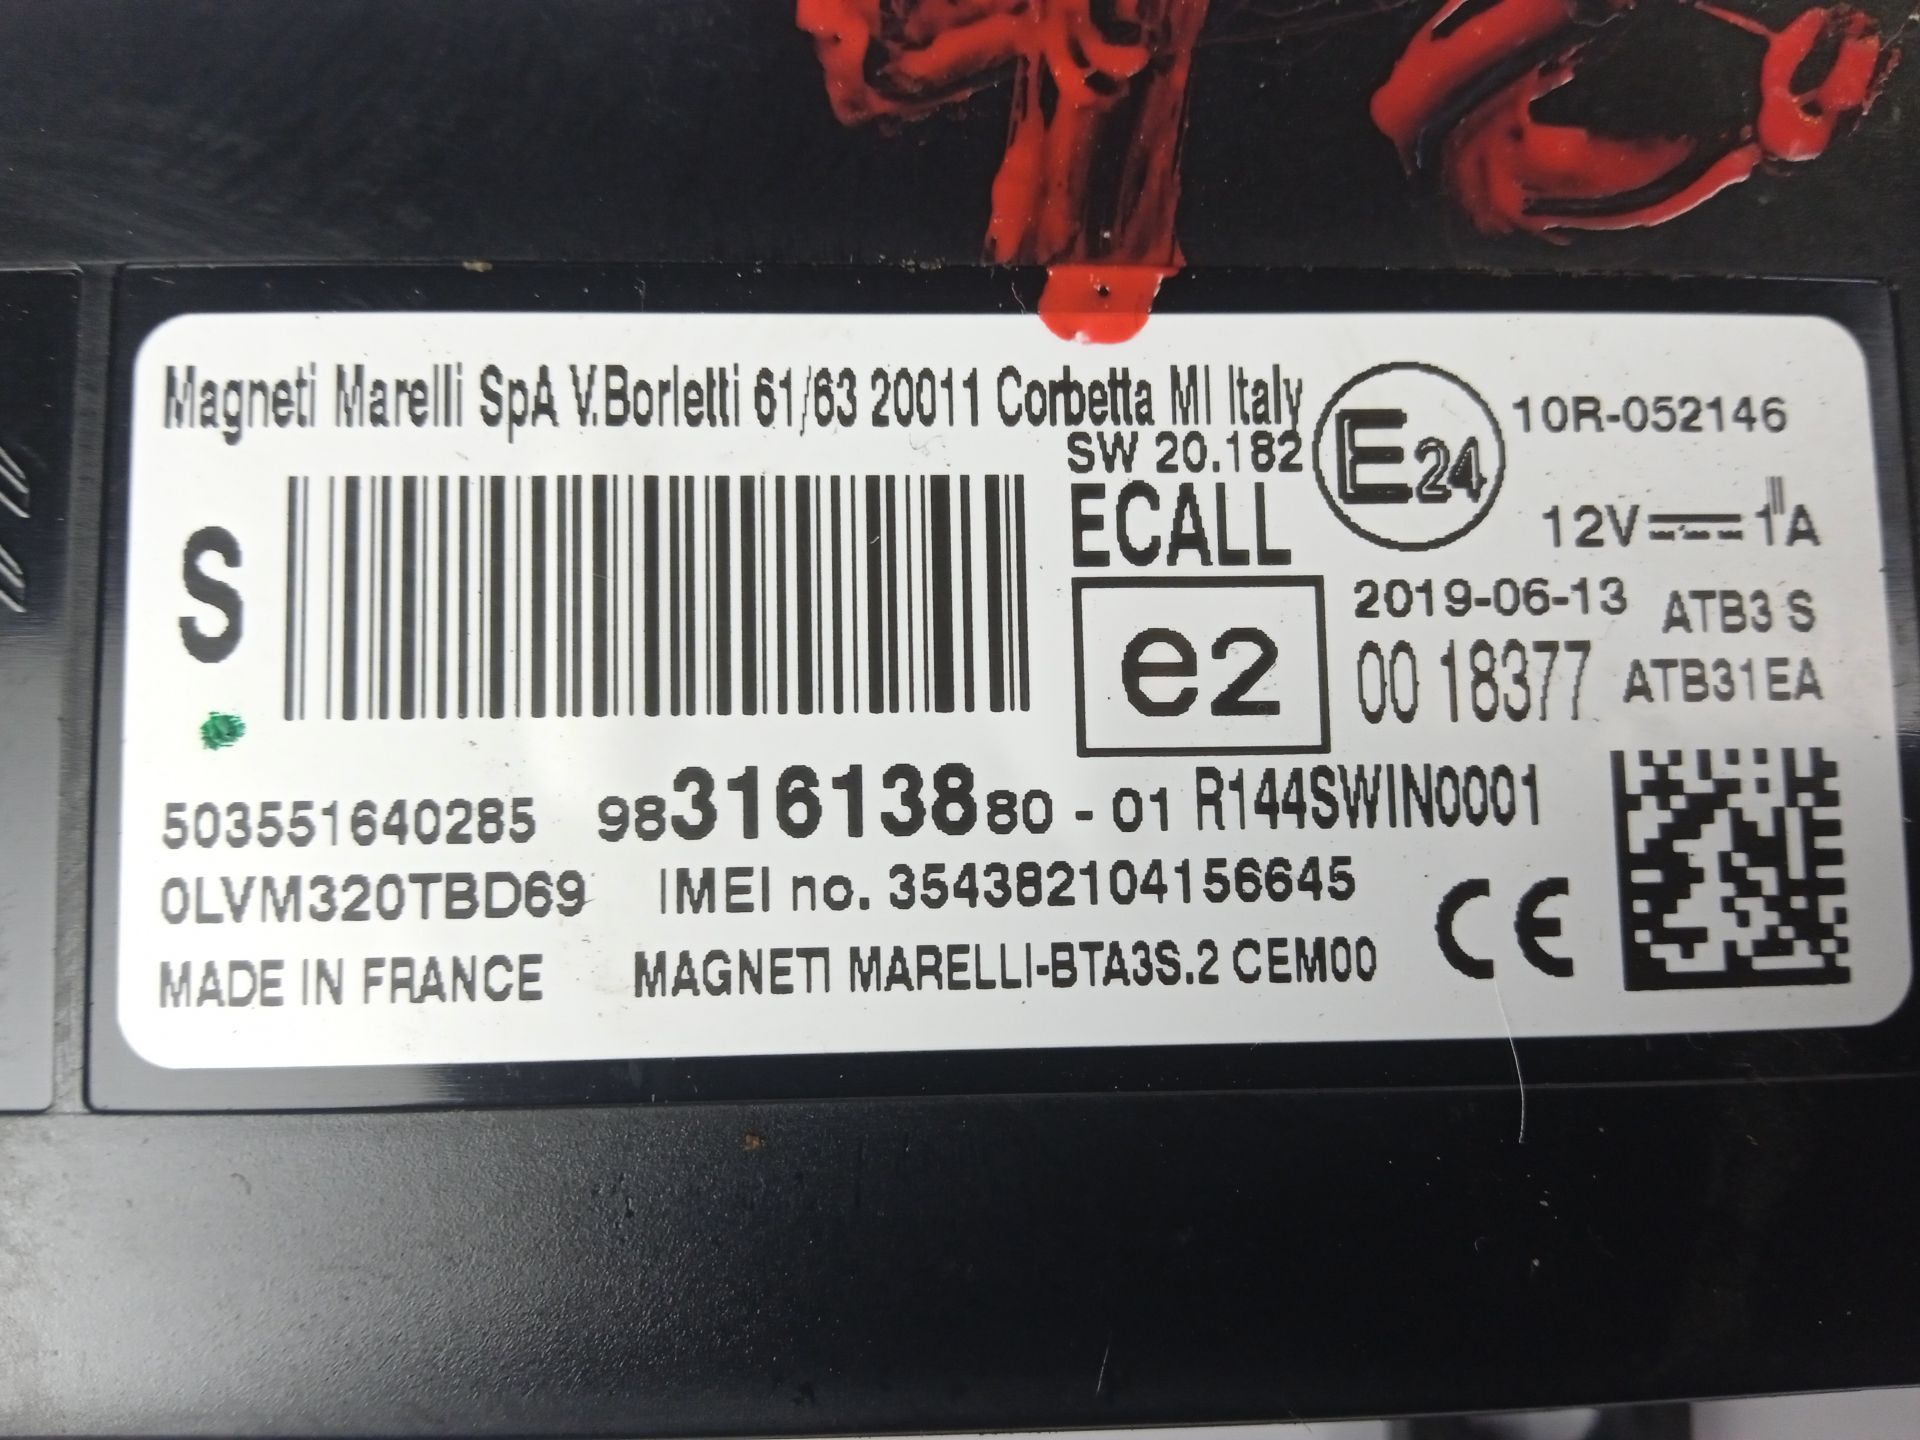 Magneti Marelli SpA V.Borletti 61/63 20011 Corbetta MI Italy
SW 20.182
ECALL
E24
10R-052146
12V 1A
S
e2
2019-06-13
ATB3 S
00 18377
ATB31EA
503551640285 9831613880 - 01 R144SWIN0001
0LVM320TBD69 IMEI no. 354382104156645
CE
MADE IN FRANCE MAGNETI MARELLI-BTA3S.2 CEM00